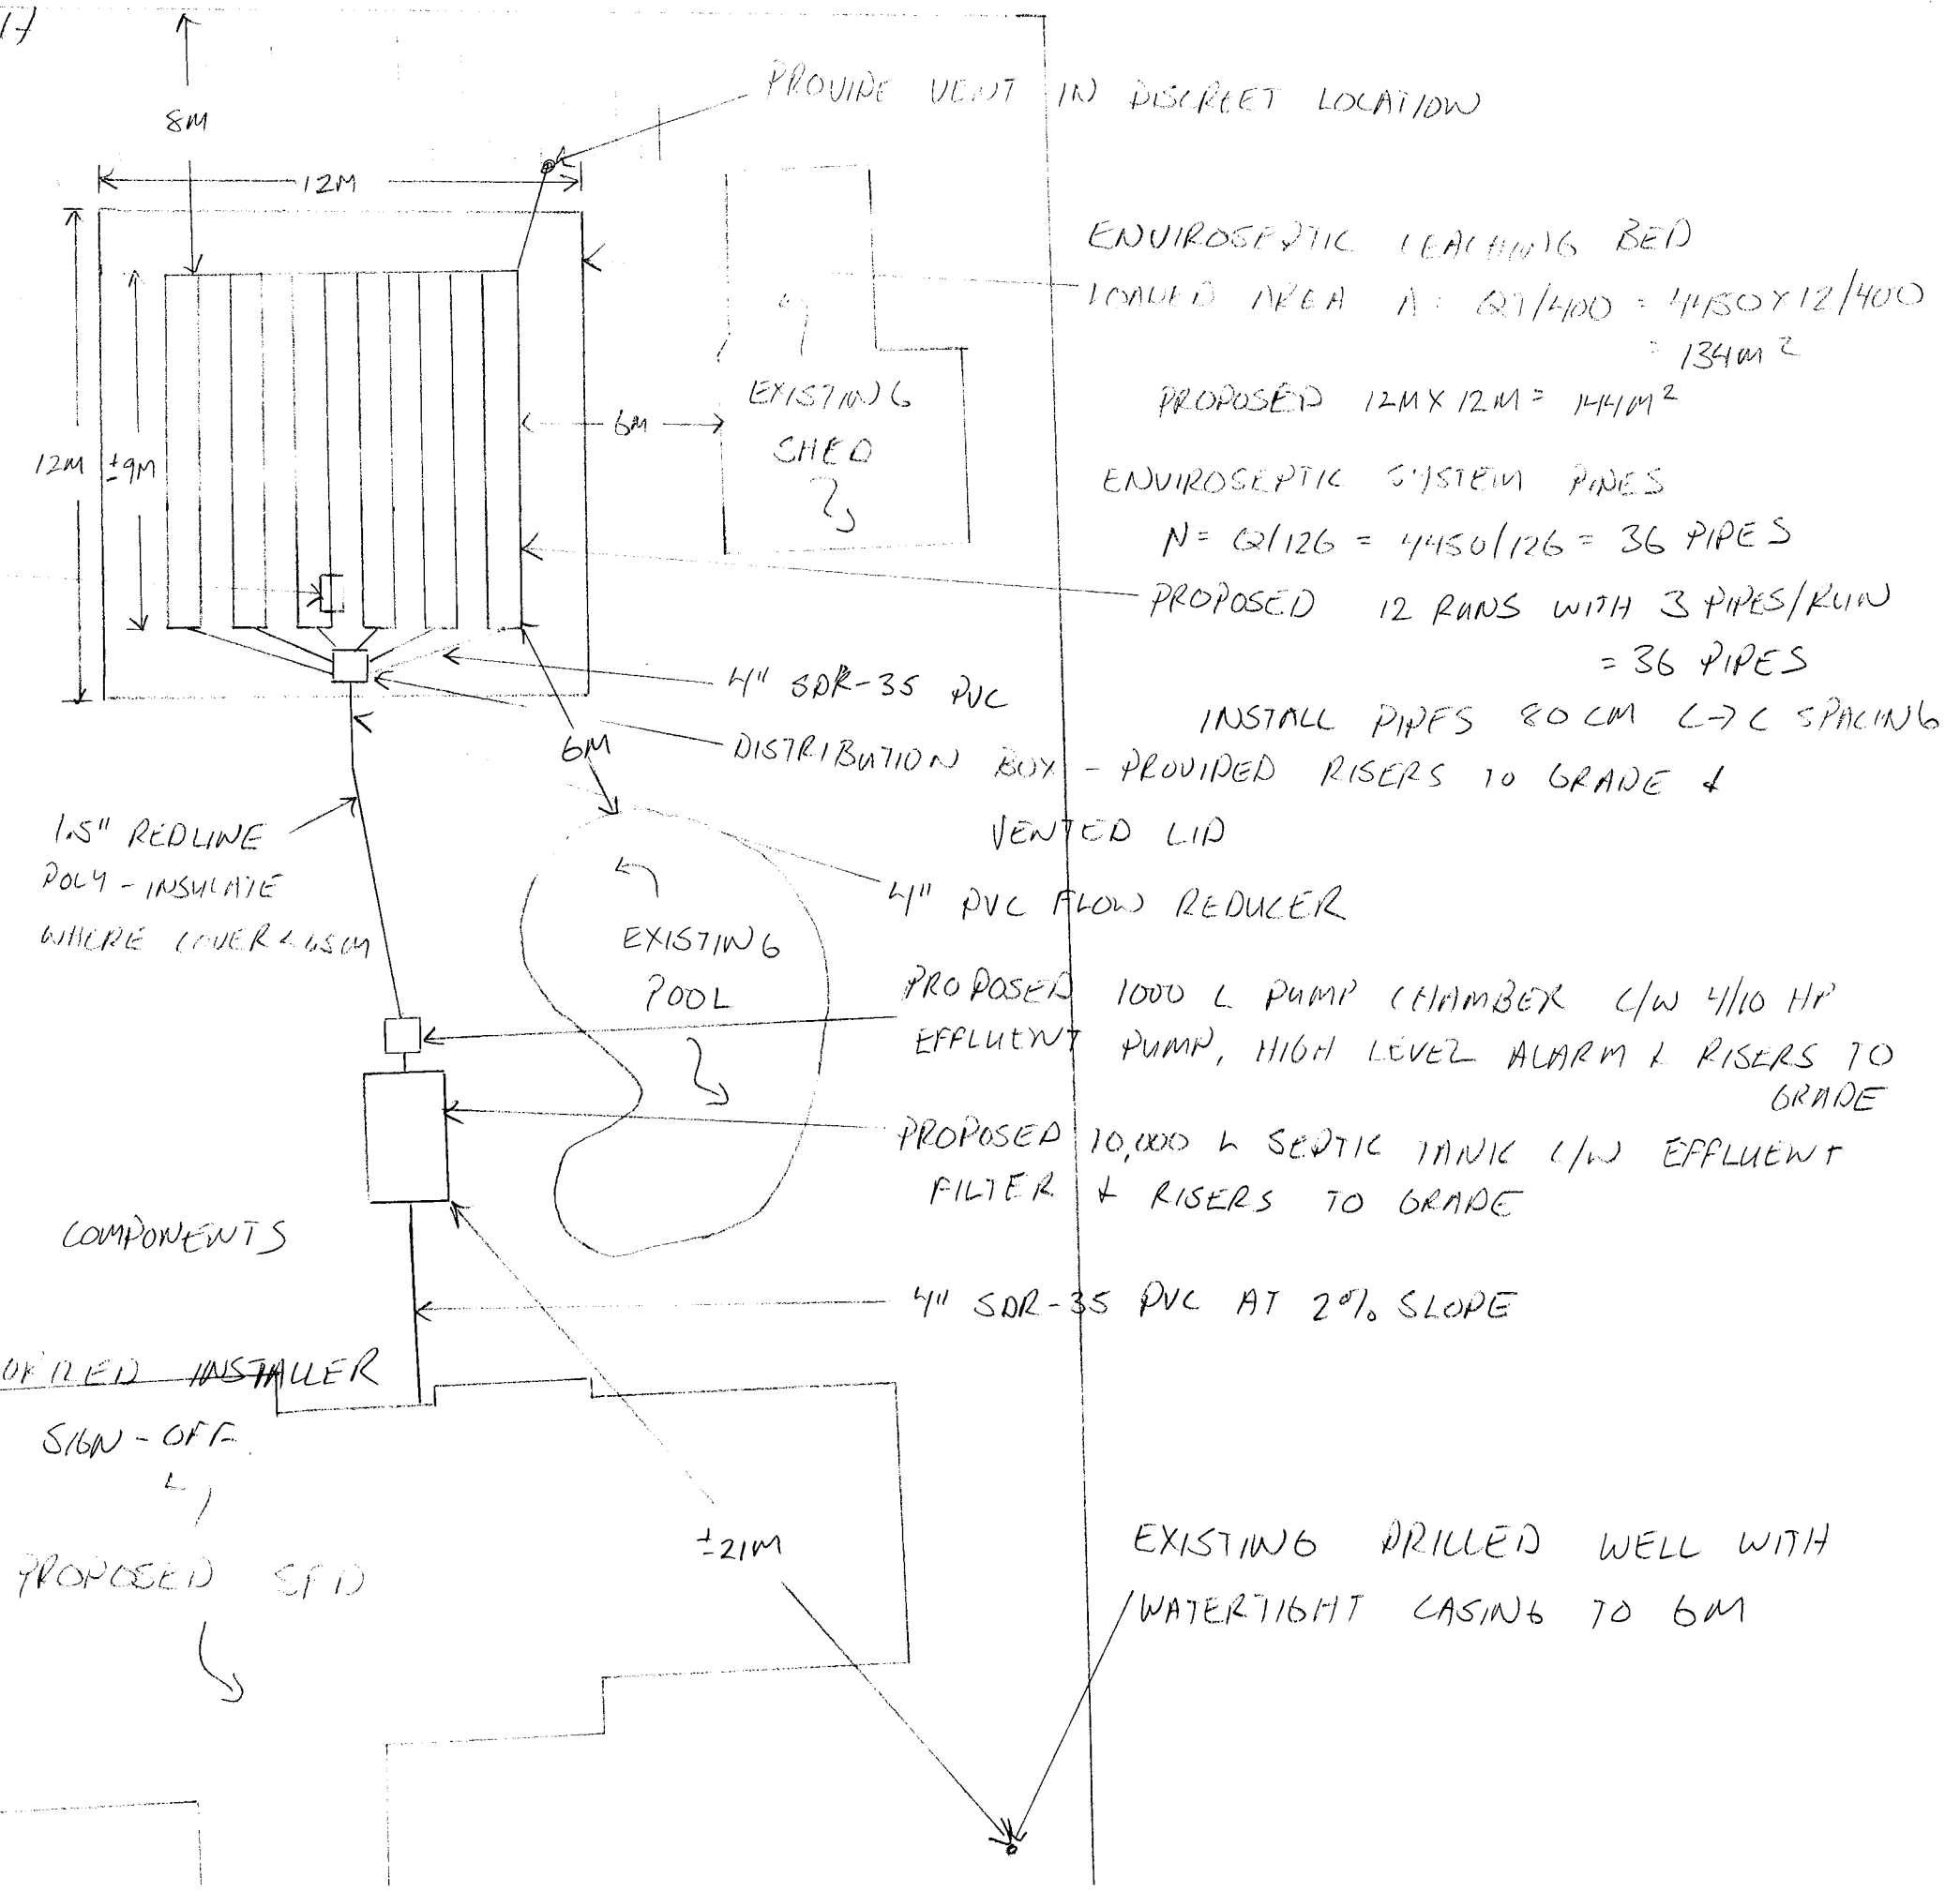 PROVIDE VENT IN DISCREET LOCATION
8M
12M
ENVIROSEPTIC LEACHING BED
LOADED AREA A = QT/400 = 4450 X 12/400
= 134M²
PROPOSED 12M X 12M = 144M²
EXISTING
SHED
6M
12M
±9M
ENVIROSEPTIC SYSTEM PIPES
N = Q/126 = 4450/126 = 36 PIPES
PROPOSED 12 RUNS WITH 3 PIPES/RUN
= 36 PIPES
INSTALL PIPES 80 CM C->C SPACING
4" SDR-35 PVC
6M
DISTRIBUTION BOX - PROVIDED RISERS TO GRADE &
VENTED LID
1.5" REDLINE
POLY - INSULATE
WHERE COVER <
4" PVC FLOW REDUCER
EXISTING
POOL
PROPOSED 1000 L PUMP CHAMBER C/W 4/10 HP
EFFLUENT PUMP, HIGH LEVEL ALARM & RISERS TO
GRADE
PROPOSED 10,000 L SEPTIC TANK C/W EFFLUENT
FILTER & RISERS TO GRADE
COMPONENTS
4" SDR-35 PVC AT 2% SLOPE
INSTALLER
SIGN-OFF
PROPOSED SFD
±21M
EXISTING DRILLED WELL WITH
WATERTIGHT CASING TO 6M